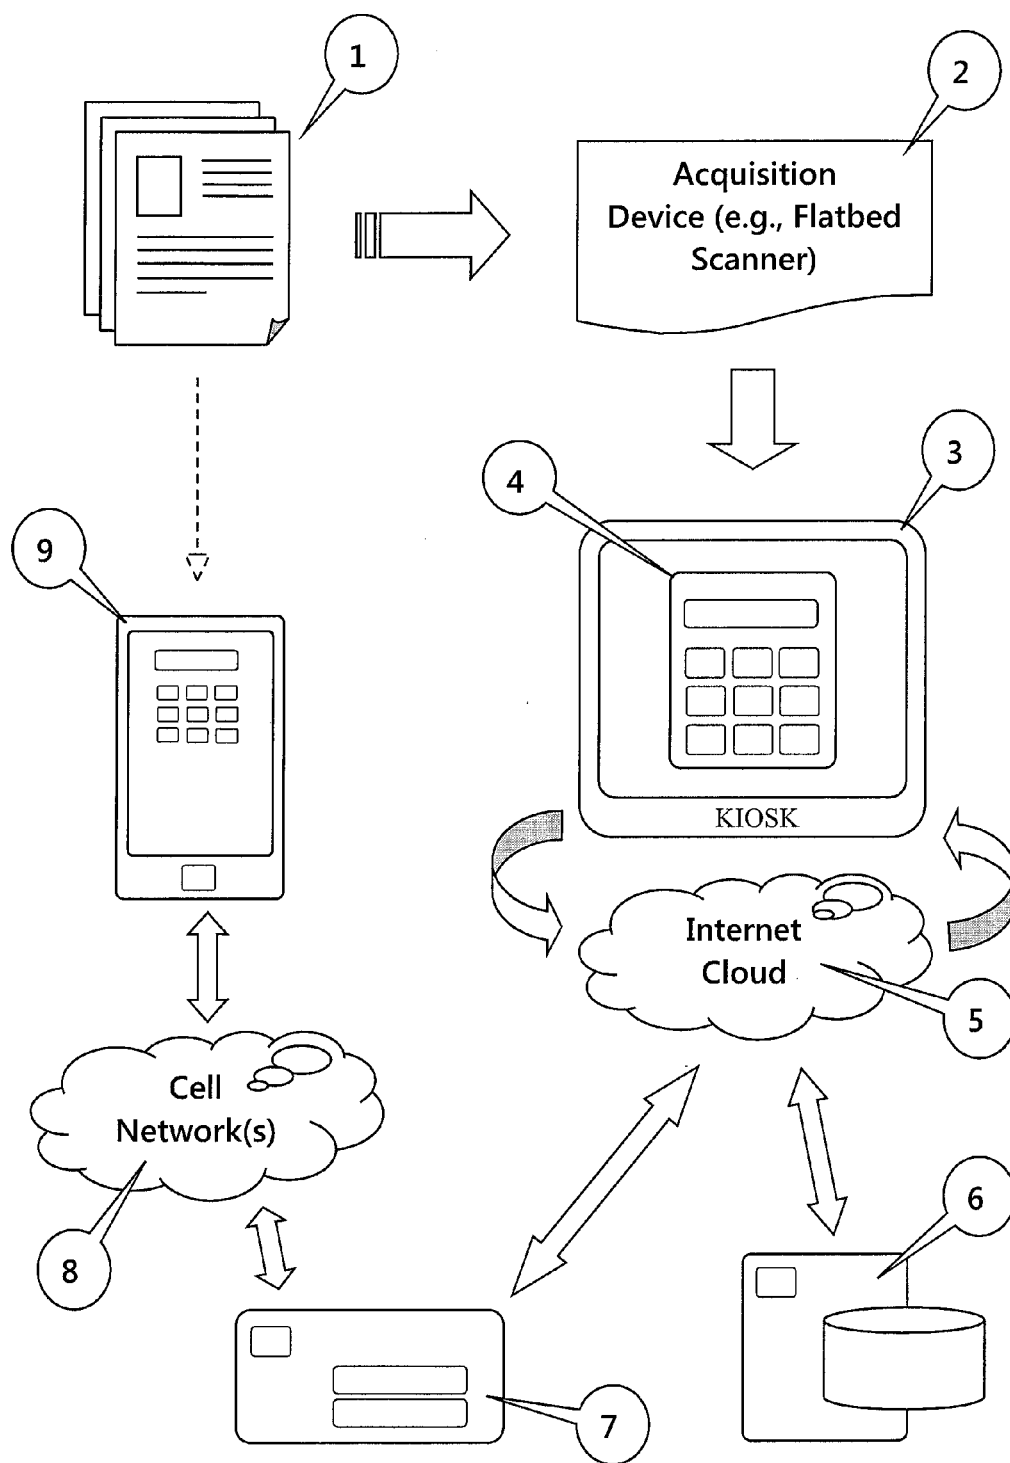 1
2
Acquisition
Device (e.g., Flatbed
Scanner)
3
4
9
KIOSK
Internet
Cloud
5
Cell
Network(s)
6
8
7